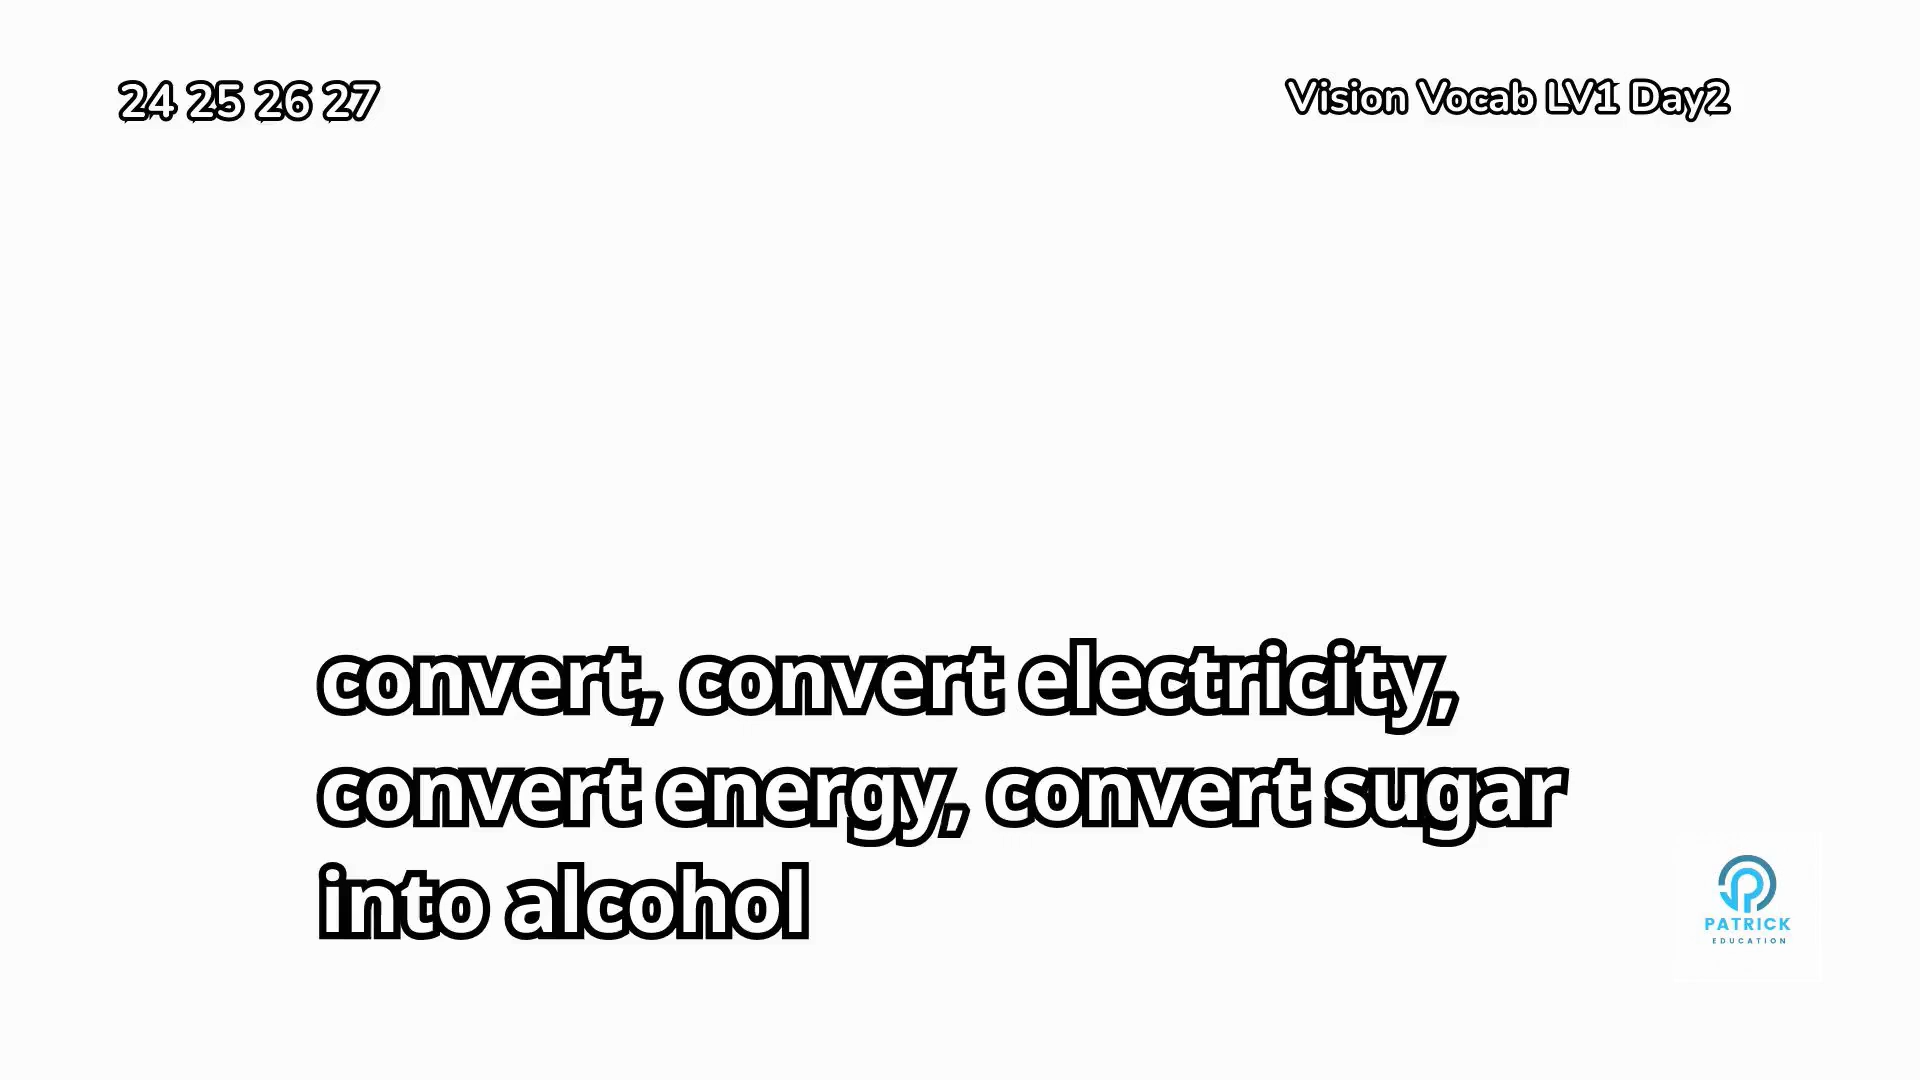 24 25 26 27
Vision Vocab LV1 Day2
convert, convert electricity,
convert energy, convert sugar
into alcohol
PATRICK
EDUCATION